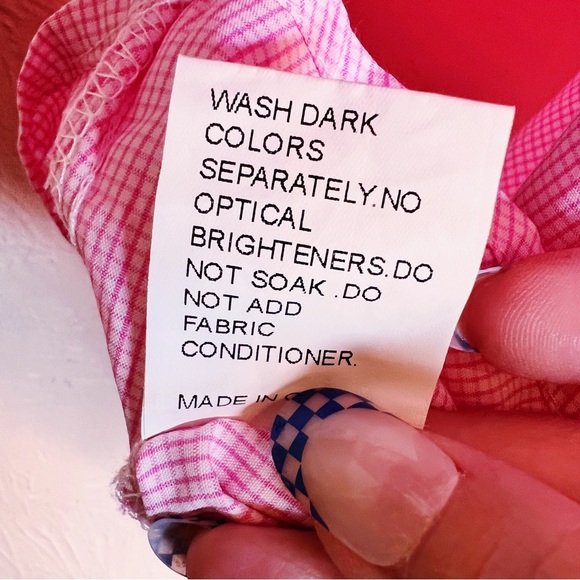 WASH DARK
COLORS
SEPARATELY.NO
OPTICAL
BRIGHTENERS.DO
NOT SOAK .DO
NOT ADD
FABRIC
CONDITIONER.
MADE IN